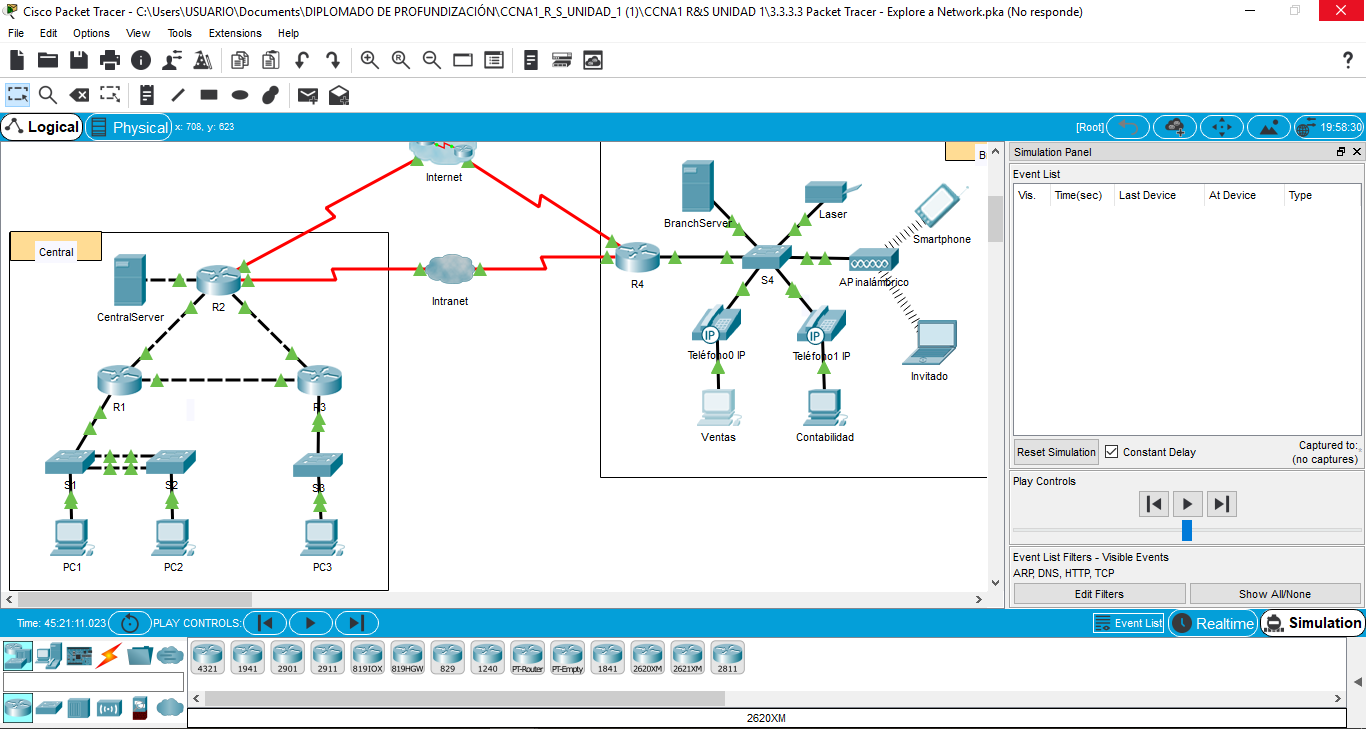 Cisco Packet Tracer - C:\Users\USUARIO\Documents\DIPLOMADO DE PROFUNDIZACIÓN\CCNA1_R_S_UNIDAD_1 (1)\CCNA1 R&S UNIDAD 1\3.3.3.3 Packet Tracer - Explore a Network.pka (No responde)
File Edit Options View Tools Extensions Help
Logical Physical x: 708, y: 623 [Root] 19:58:30
Simulation Panel
Event List
Vis. Time(sec) Last Device At Device Type
Internet
BranchServer
Laser
Smartphone
Central
R4
S4
AP inalámbrico
CentralServer
R2
Intranet
Teléfono0 IP
Teléfono1 IP
IP
IP
Invitado
R1
R3
Ventas
Contabilidad
S1
S2
S3
PC1
PC2
PC3
Reset Simulation Constant Delay Captured to:
(no captures)
Play Controls
Event List Filters - Visible Events
ARP, DNS, HTTP, TCP
Edit Filters Show All/None
Time: 45:21:11.023 PLAY CONTROLS: Event List Realtime Simulation
4321 1941 2901 2911 819IOX 819HGW 829 1240 PT-Router PT-Empty 1841 2620XM 2621XM 2811
2620XM